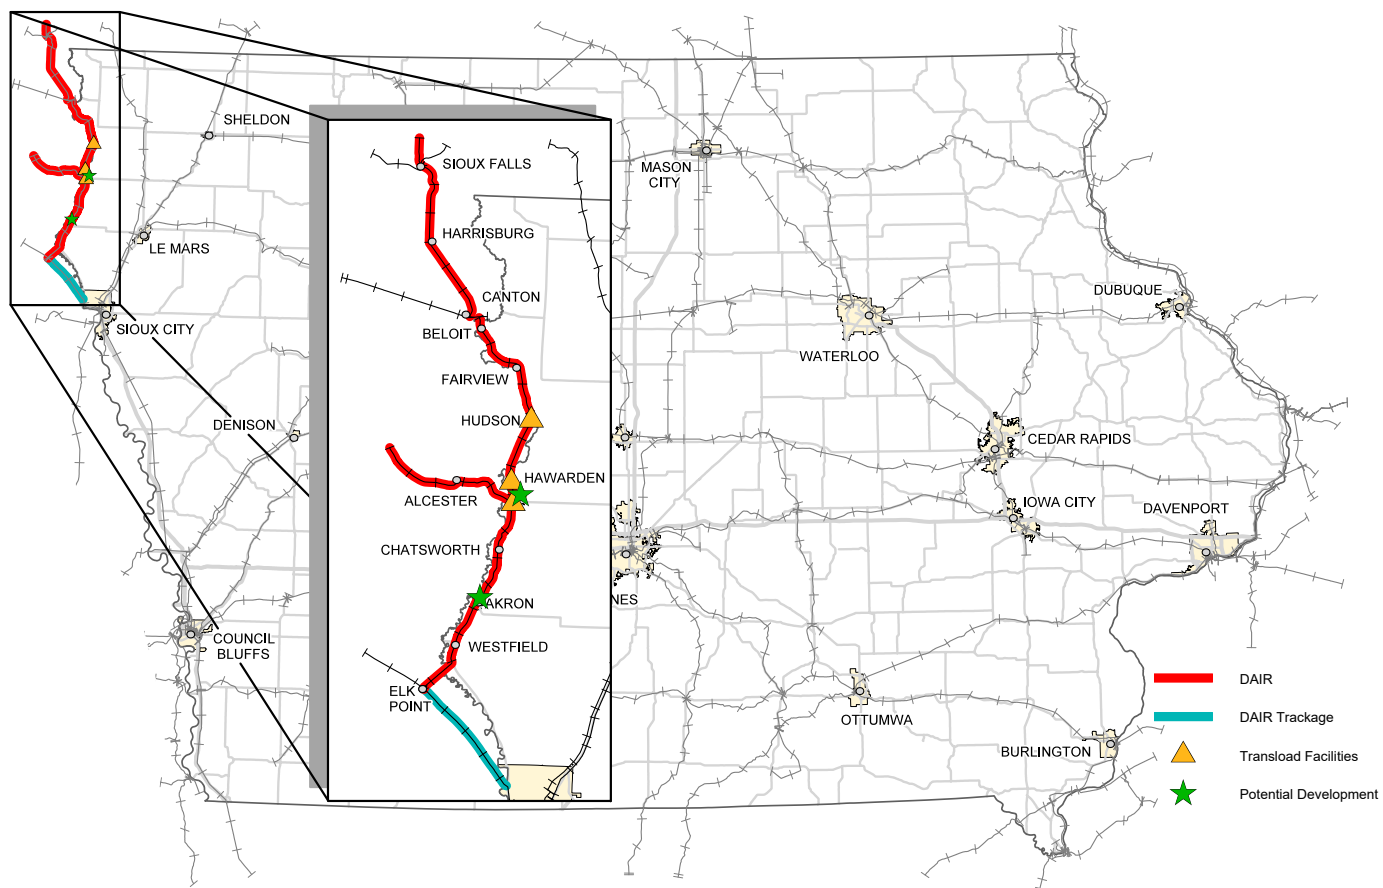 SHELDON
SIOUX FALLS
MASON
CITY
HARRISBURG
LE MARS
DUBUQUE
CANTON
SIOUX CITY
BELOIT
WATERLOO
FAIRVIEW
HUDSON
DENISON
CEDAR RAPIDS
HAWARDEN
ALCESTER
IOWA CITY
DAVENPORT
CHATSWORTH
NES
AKRON
COUNCIL
BLUFFS
WESTFIELD
ELK
POINT
OTTUMWA
BURLINGTON
DAIR
DAIR Trackage
Transload Facilities
Potential Development